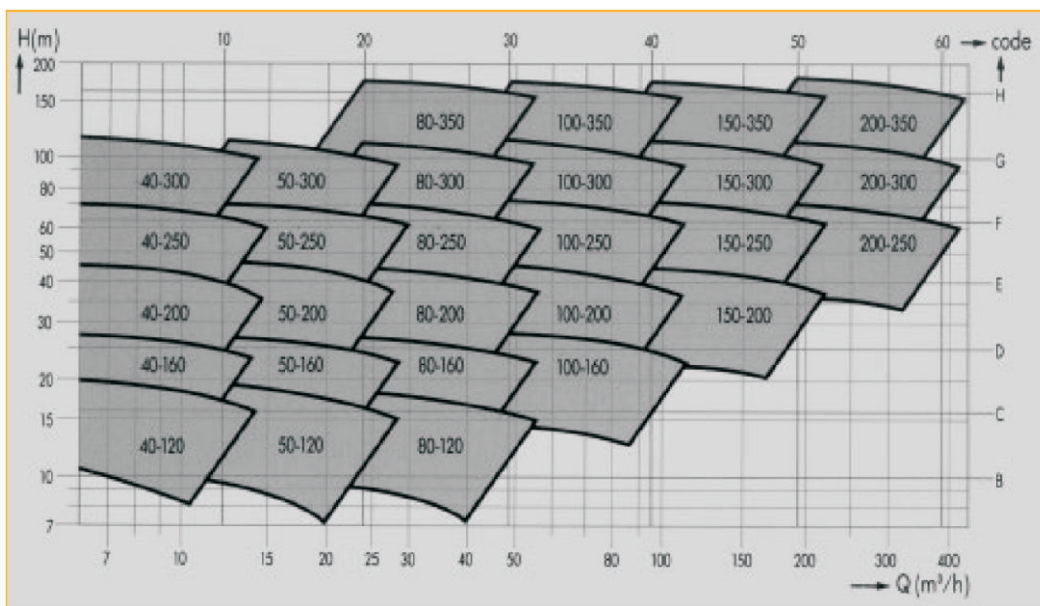 H(m) 10 20 30 40 50 60 code
200
H
150
80-350 100-350 150-350 200-350
100
G
80
40-300 50-300 80-300 100-300 150-300 200-300
60
F
50
40-250 50-250 80-250 100-250 150-250 200-250
40
E
30
40-200 50-200 80-200 100-200 150-200
D
20
40-160 50-160 80-160 100-160
15
C
40-120 50-120 80-120
10
B
7
7 10 15 20 25 30 40 50 80 100 150 200 300 400
Q (m³/h)